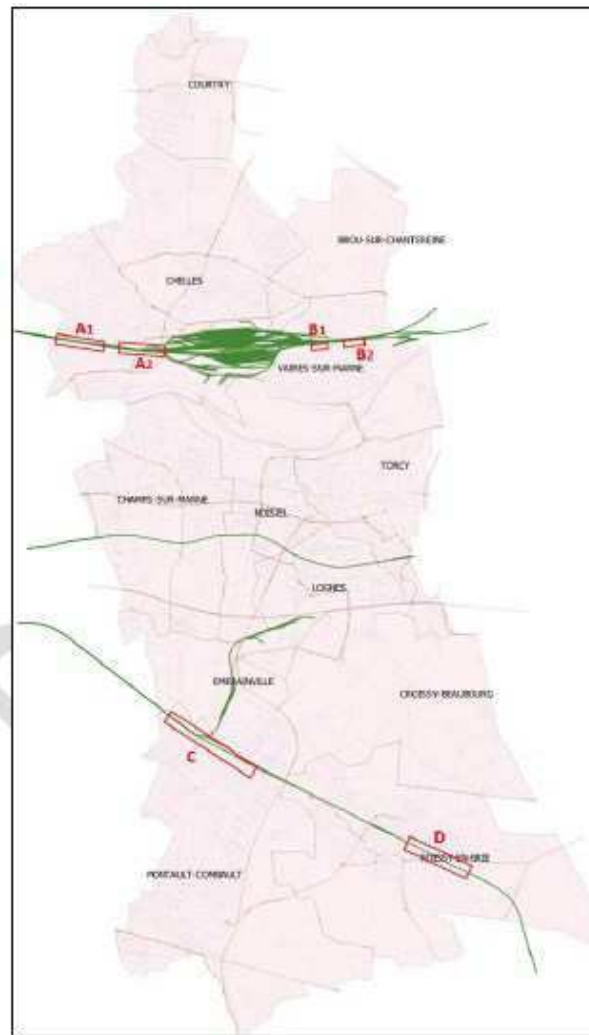 COURTRY
BROU-SUR-CHANTEREINE
CHELLES
A1
B1
A2
B2
VAIRES-SUR-MARNE
TORCY
CHAMPS-SUR-MARNE
NOISIEL
LOGNES
EMERAINVILLE
CROISSY-BEAUBOURG
C
D
MONTAULT-COMBAULT